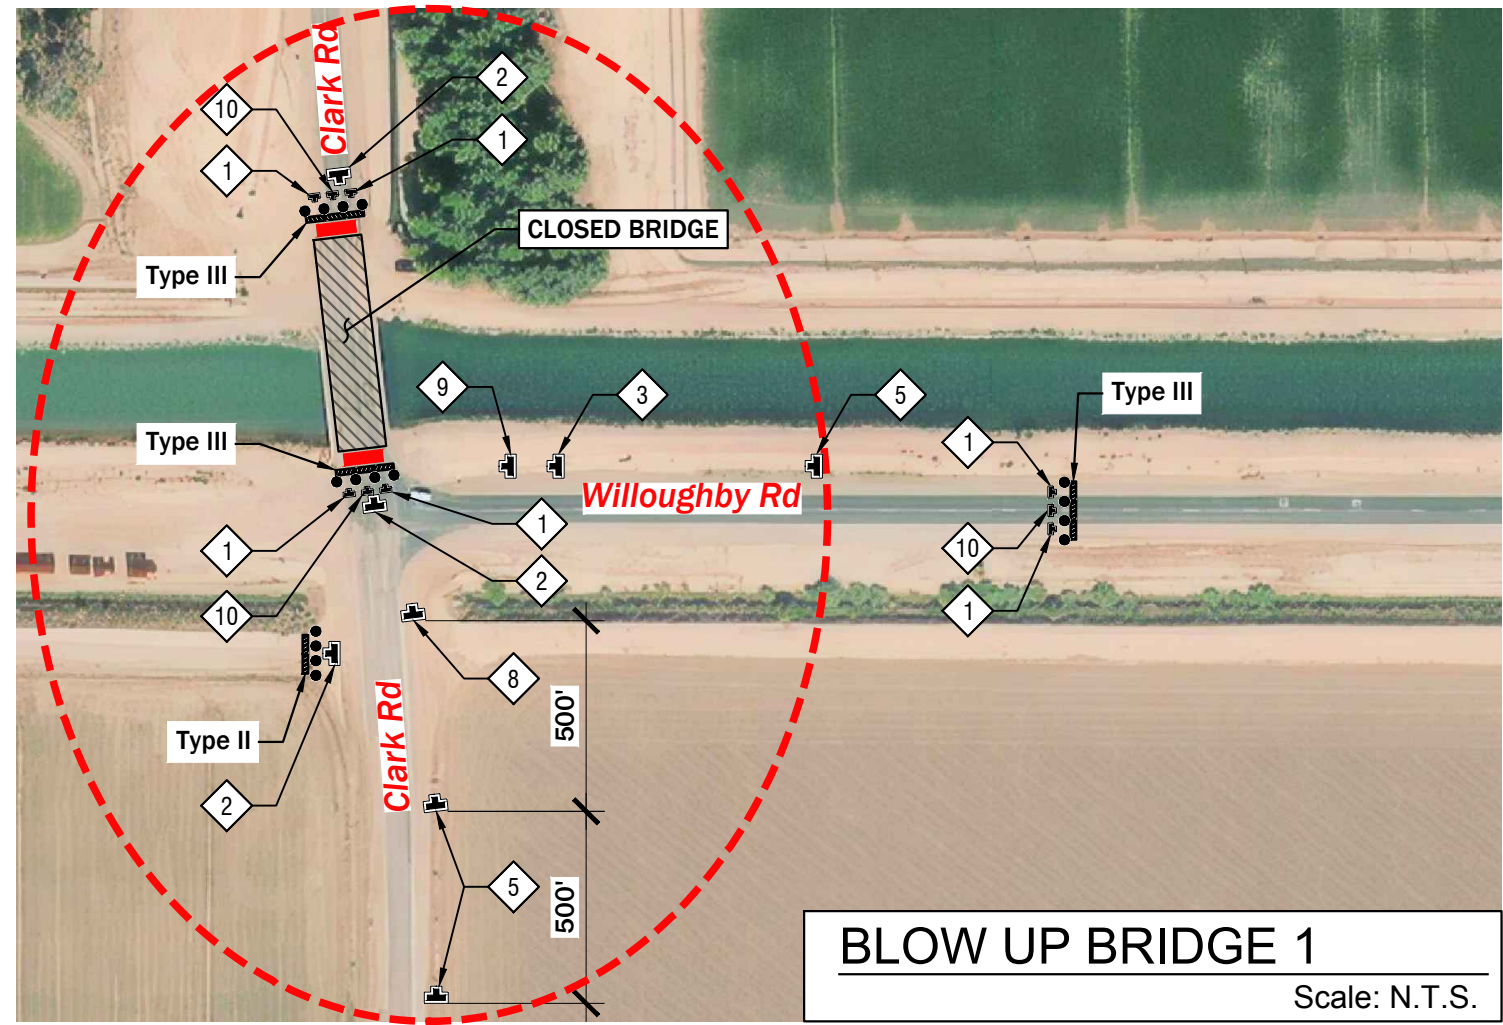 Clark Rd
2
10
1
1
CLOSED BRIDGE
Type III
9
3
5
Type III
Type III
1
Willoughby Rd
1
1
10
2
10
1
8
Type II
Clark Rd
500'
2
5
500'
BLOW UP BRIDGE 1
Scale: N.T.S.